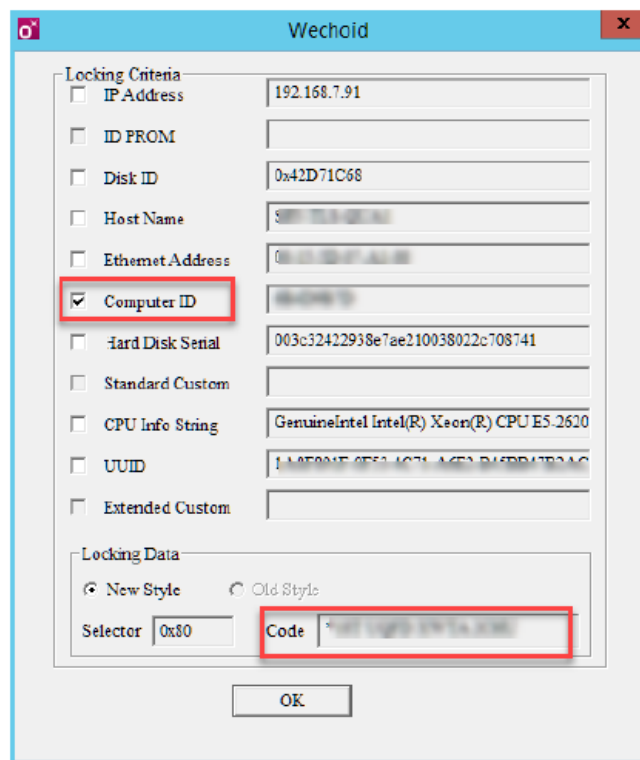 Wechoid
x
Locking Criteria
IP Address 192.168.7.91
ID PROM
Disk ID 0x42D71C68
Host Name
Ethernet Address
Computer ID
Hard Disk Serial 003c32422938e7ae210038022c708741
Standard Custom
CPU Info String GenuineIntel Intel(R) Xeon(R) CPU E5-2620
UUID
Extended Custom
Locking Data
New Style Old Style
Selector 0x80 Code
OK